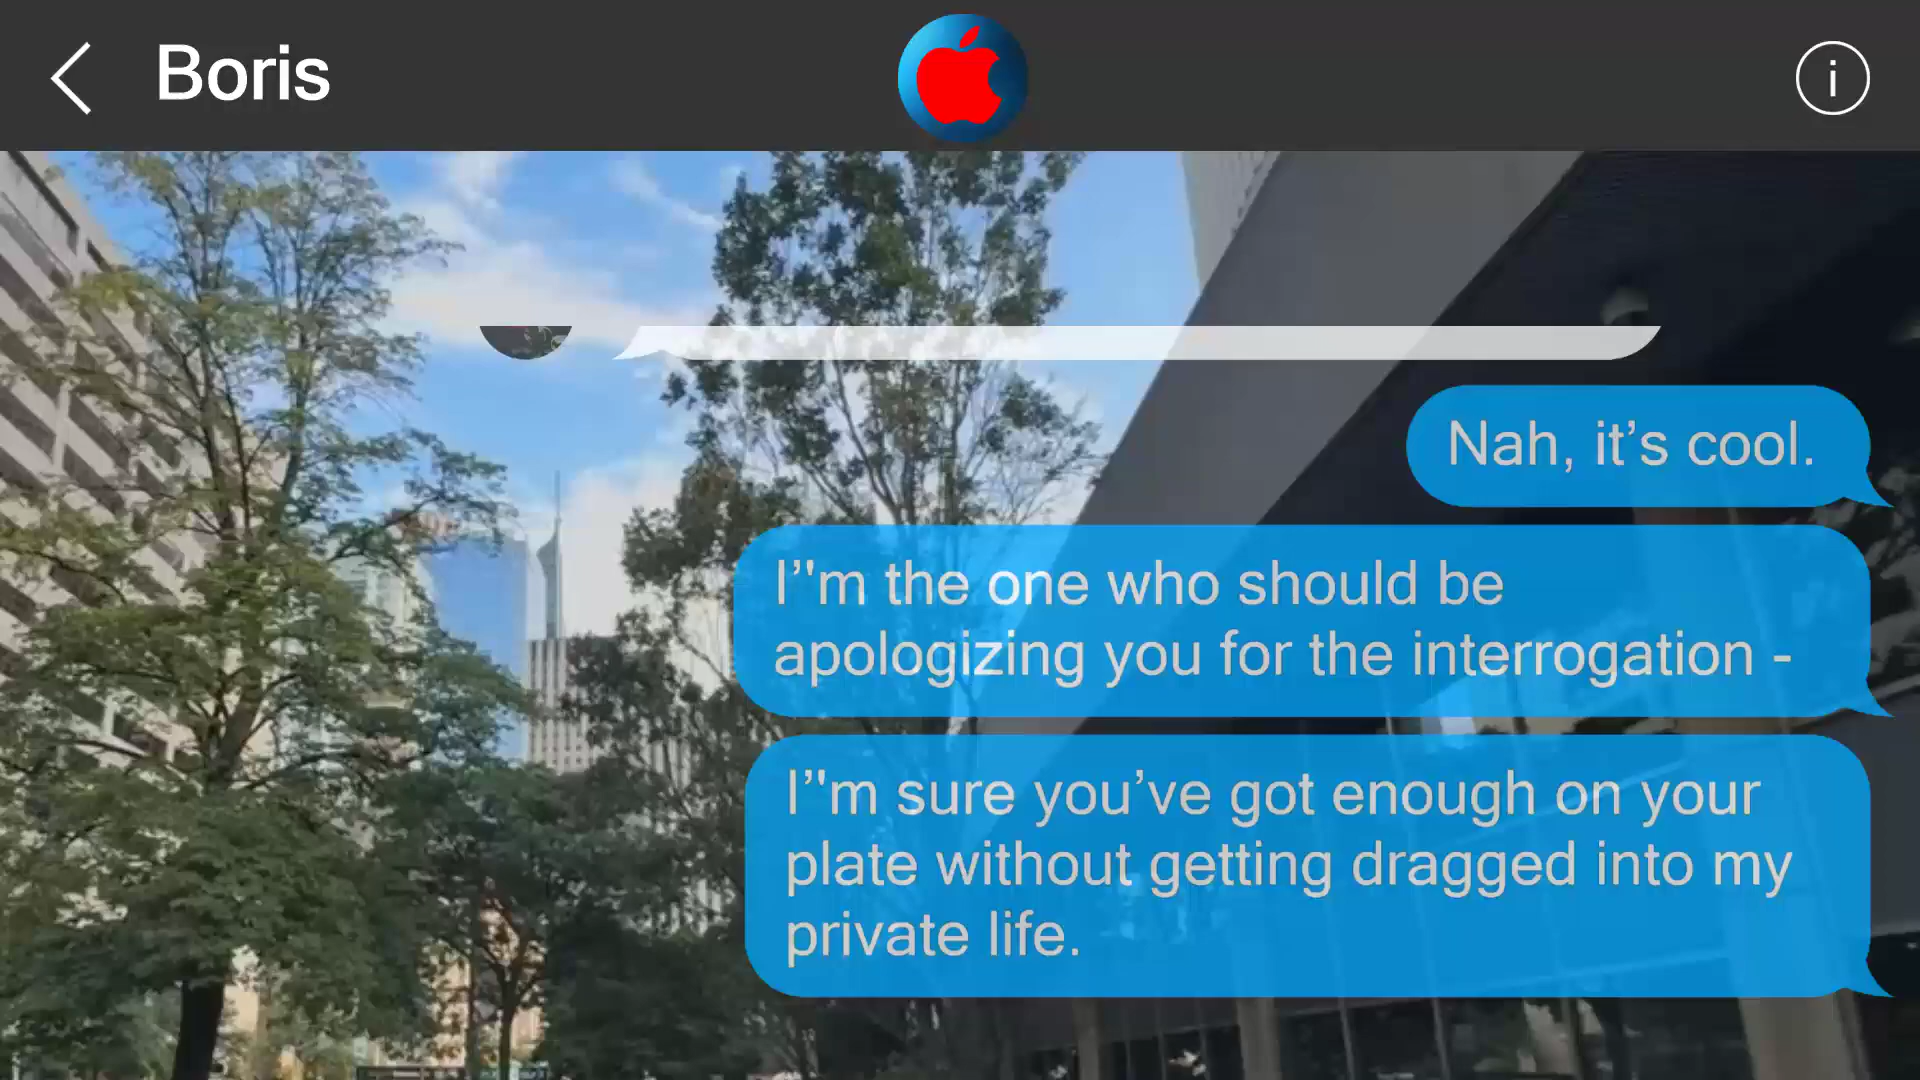 Boris
i
Nah, it’s cool.
I’'m the one who should be
apologizing you for the interrogation -
I’'m sure you’ve got enough on your
plate without getting dragged into my
private life.